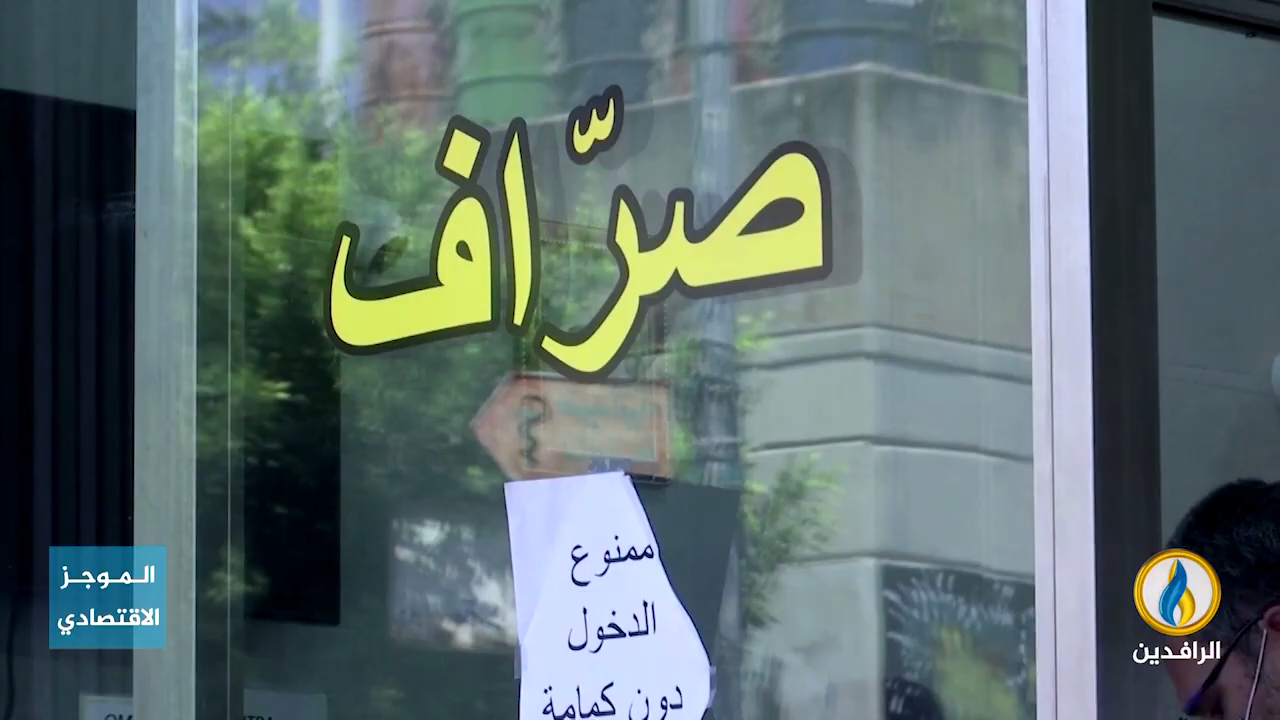 صرّاف
ممنوع
الدخول
دون كمامة
الموجز
الاقتصادي
الرافدين